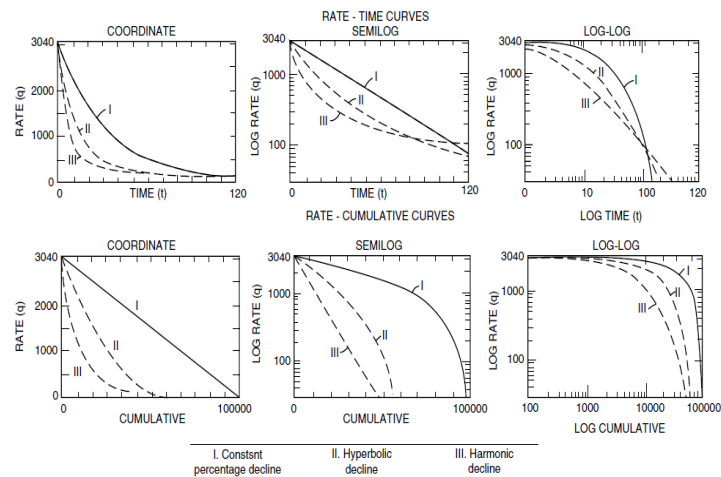 RATE - TIME CURVES
COORDINATE
SEMILOG
LOG-LOG
3040
2000
1000
0
RATE (q)
I
II
III
0
TIME (t)
120
3040
1000
100
LOG RATE (q)
I
II
III
0
TIME (t)
120
3040
1000
100
LOG RATE (q)
I
II
III
0
10
100
120
LOG TIME (t)
RATE - CUMULATIVE CURVES
COORDINATE
SEMILOG
LOG-LOG
3040
2000
1000
0
RATE (q)
I
II
III
0
100000
CUMULATIVE
3040
1000
100
LOG RATE (q)
I
II
III
0
100000
CUMULATIVE
3040
1000
100
LOG RATE (q)
I
II
III
100
1000
10000
100000
LOG CUMULATIVE
I. Constsnt
percentage decline
II. Hyperbolic
decline
III. Harmonic
decline